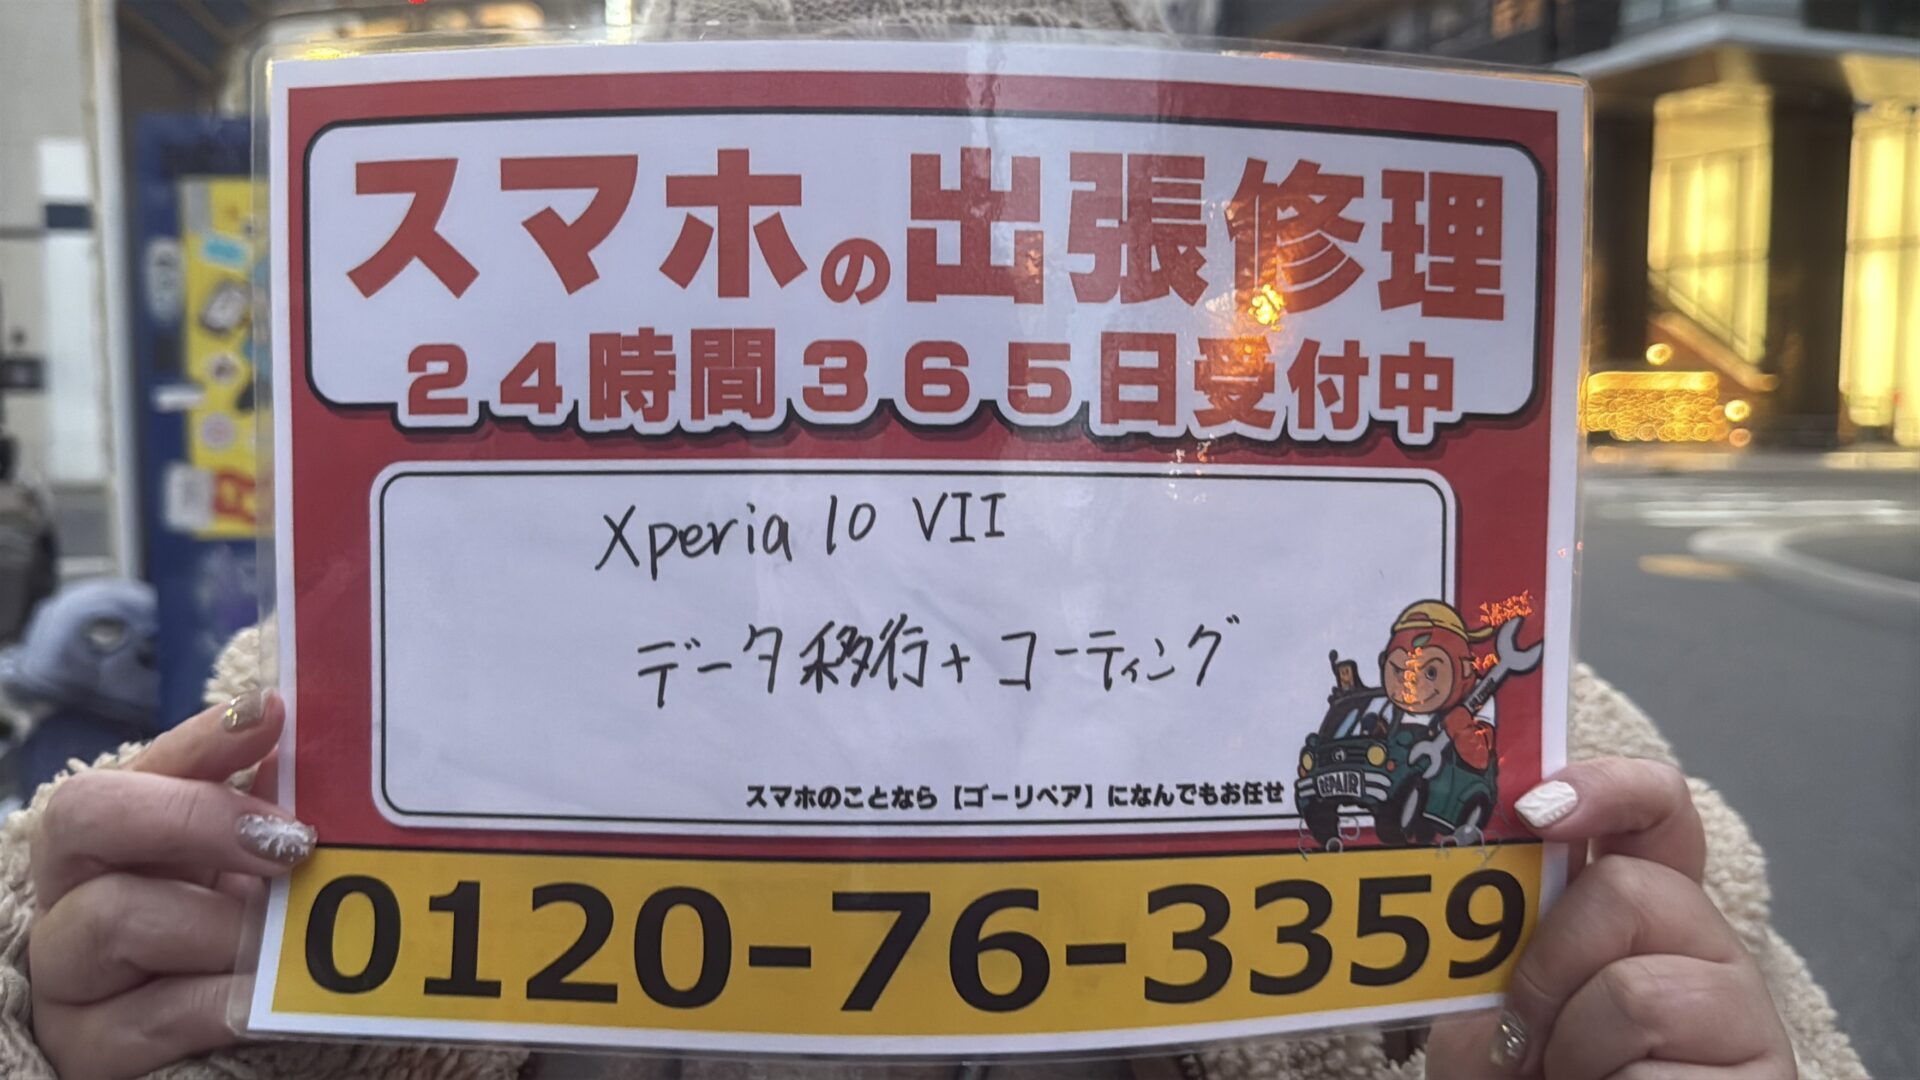 スマホの出張修理
24時間365日受付中
Xperia 10 VII
データ移行+コーティング
スマホのことなら【ゴーリペア】になんでもお任せ
REPAIR
0120-76-3359